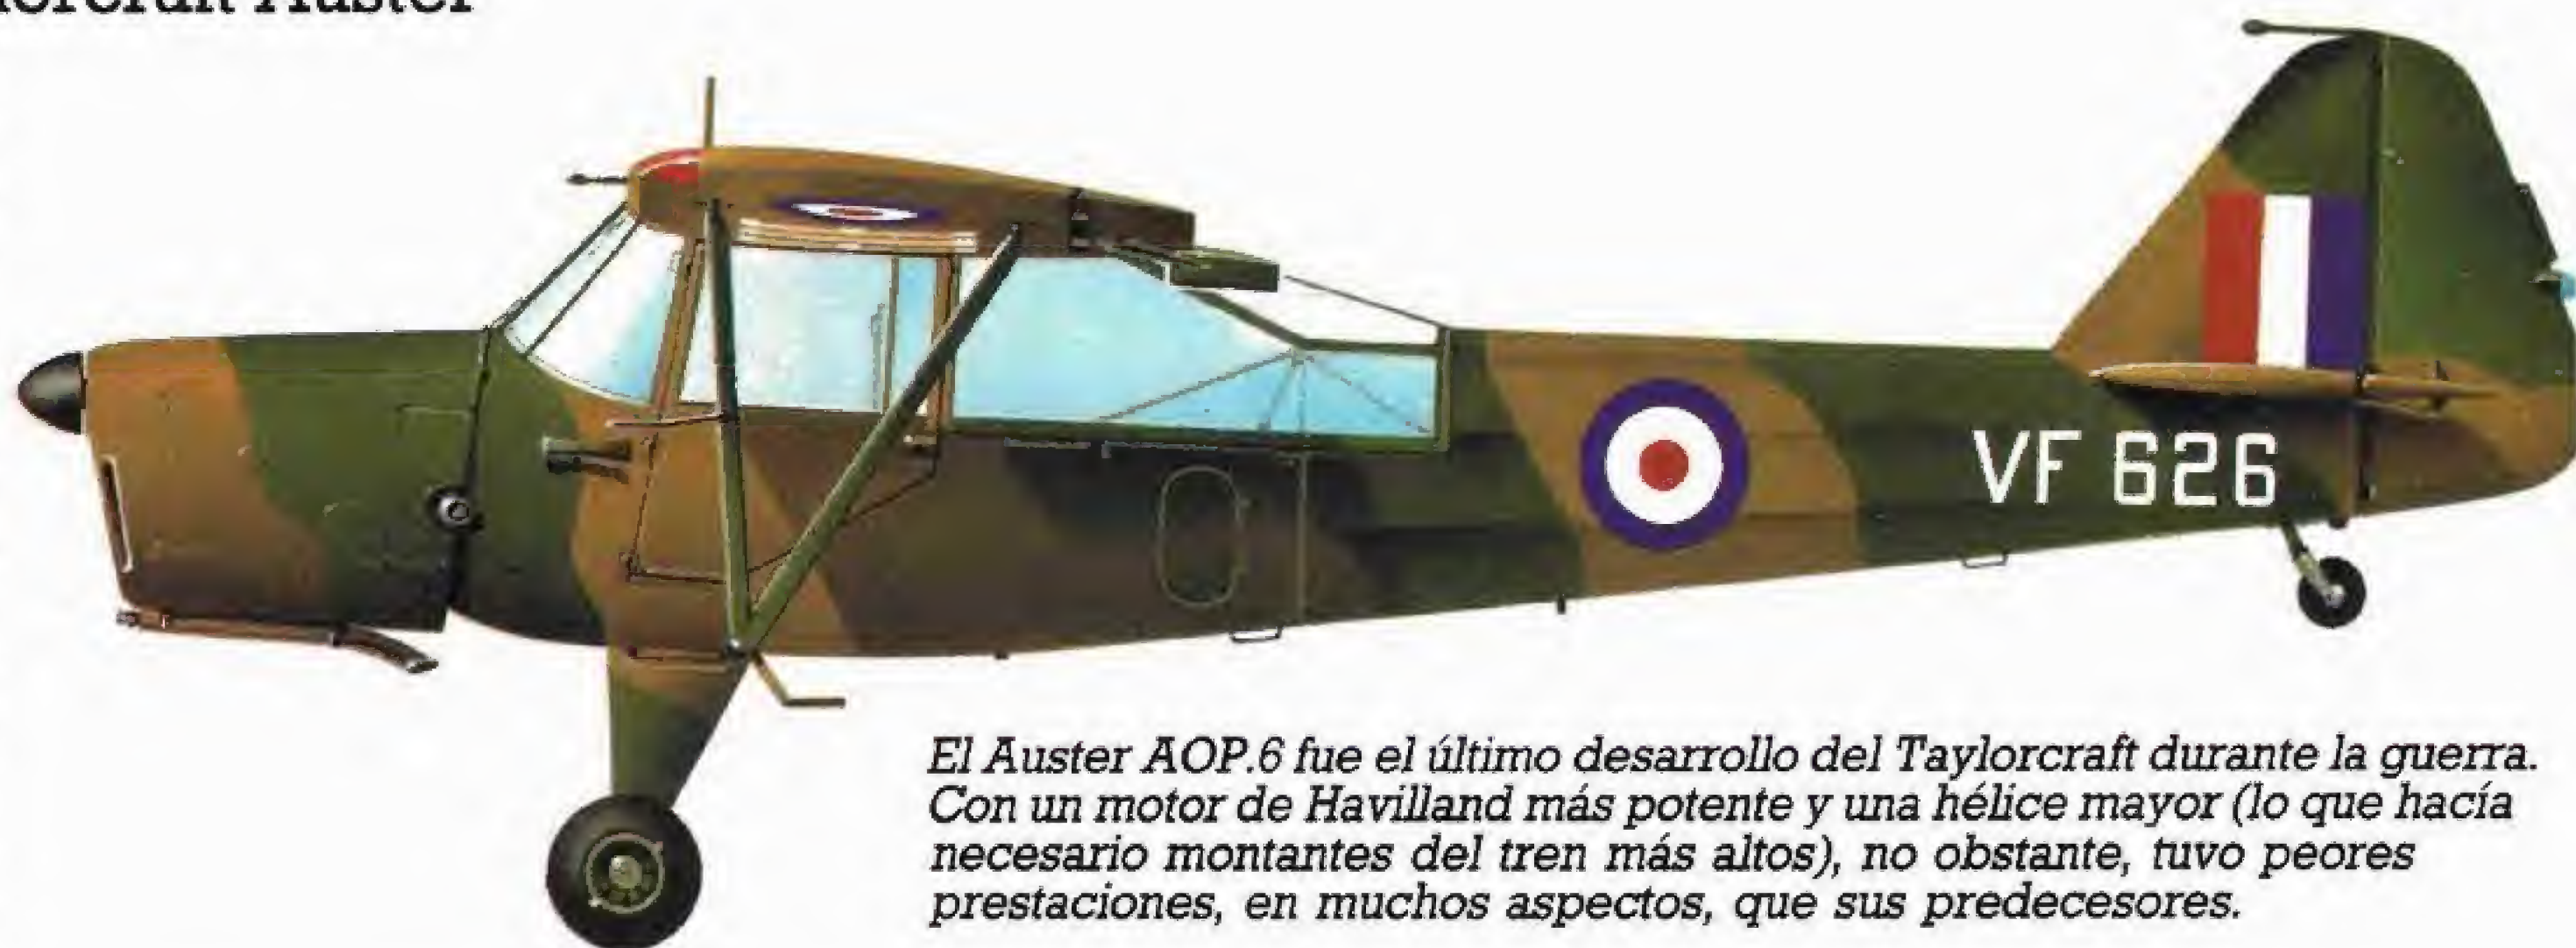 Auster
VF 626
El Auster AOP.6 fue el último desarrollo del Taylorcraft durante la guerra.
Con un motor de Havilland más potente y una hélice mayor (lo que hacía
necesario montantes del tren más altos), no obstante, tuvo peores
prestaciones, en muchos aspectos, que sus predecesores.